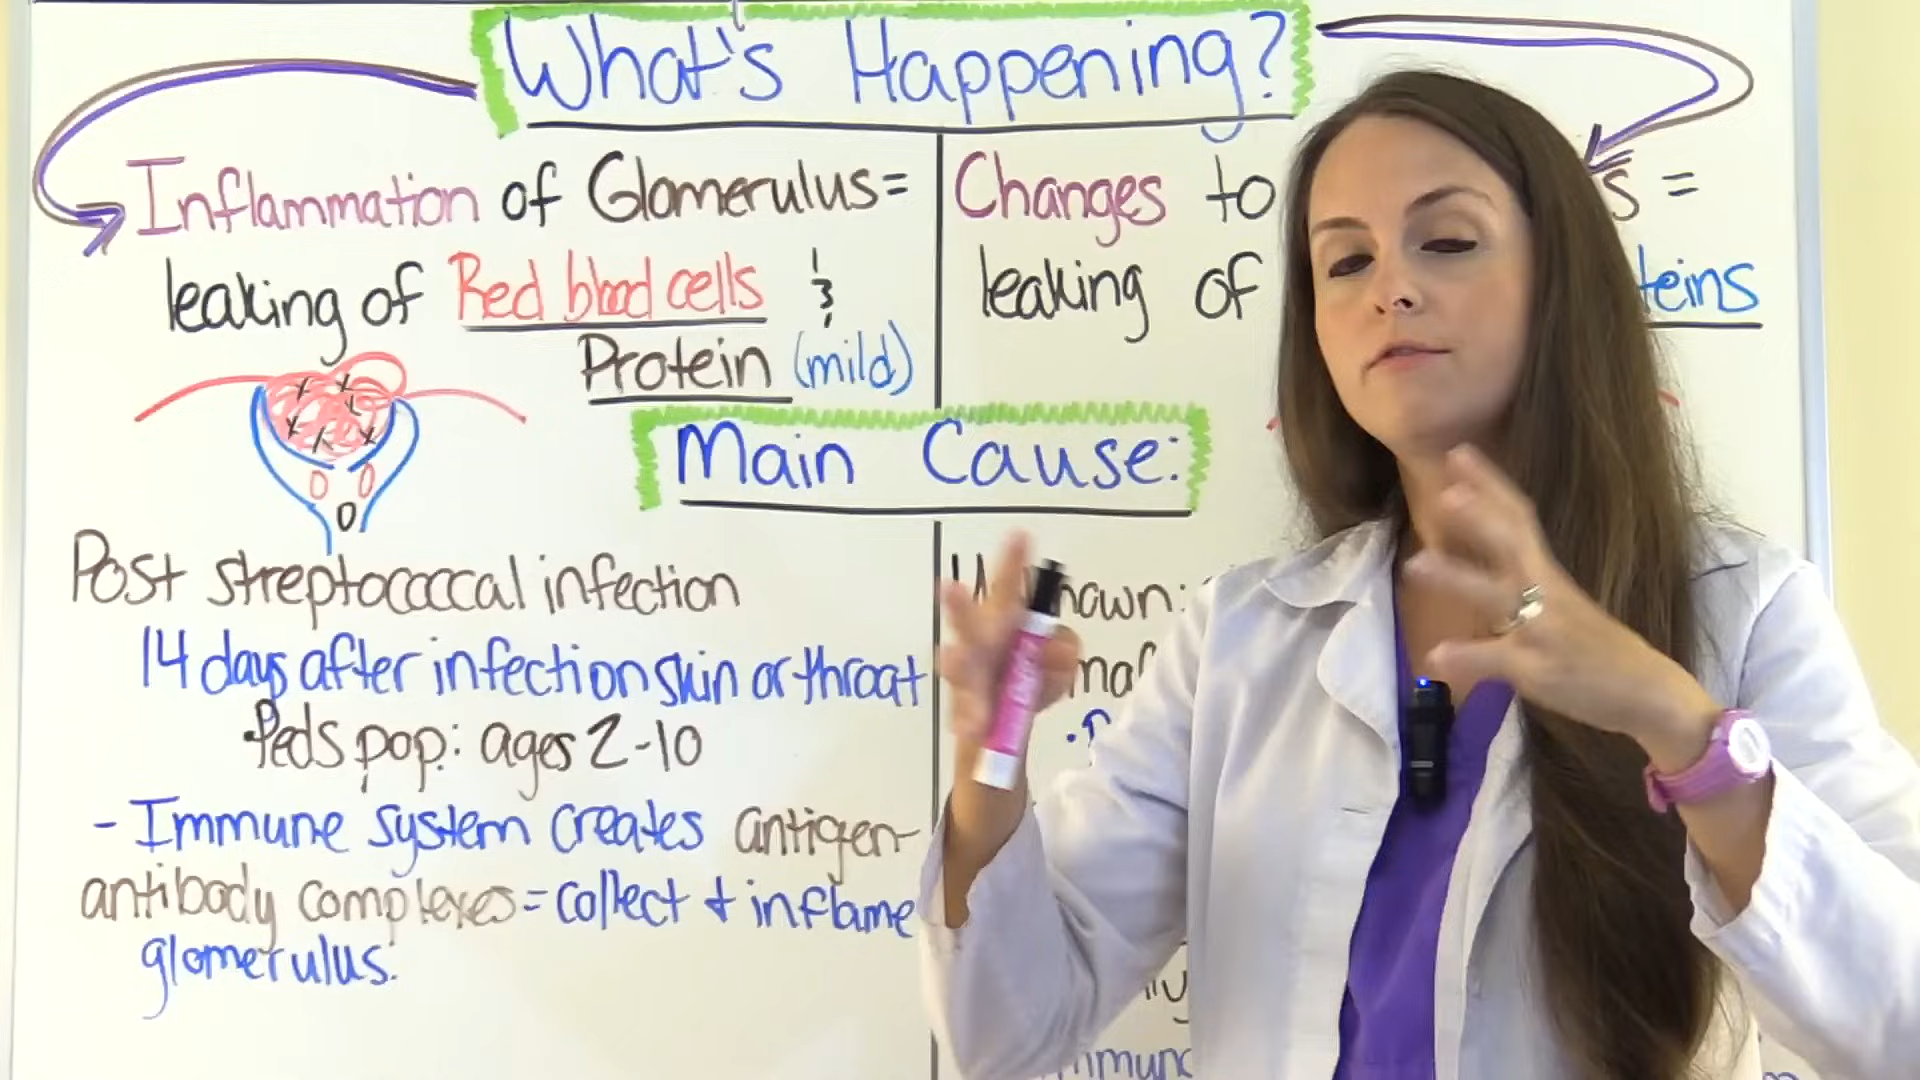 What's Happening?
Inflammation of Glomerulus=
leaking of Red blood cells &
Protein (mild)
Changes to =
leaking of
Main Cause:
Post streptococcal infection
14 days after infection skin or throat
·Peds pop: ages 2-10
- Immune system creates antigen-
antibody complexes = collect + inflame
glomerulus.